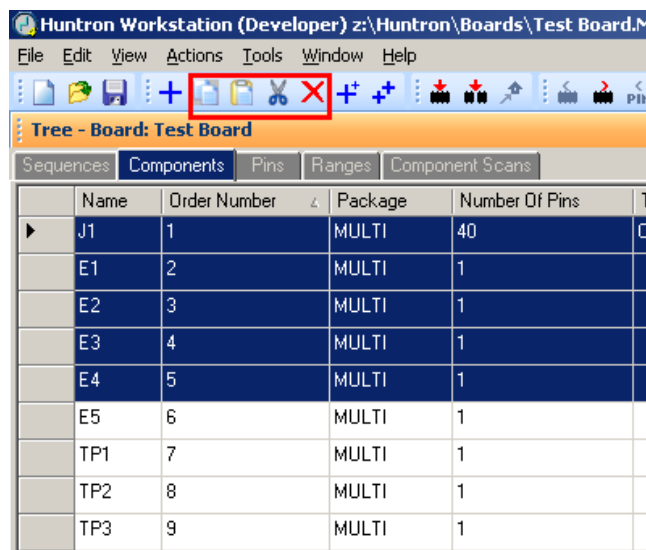 Huntron Workstation (Developer) z:\Huntron\Boards\Test Board.M
File Edit View Actions Tools Window Help
Tree - Board: Test Board
Sequences Components Pins Ranges Component Scans
Name Order Number Package Number Of Pins T
J1 1 MULTI 40
E1 2 MULTI 1
E2 3 MULTI 1
E3 4 MULTI 1
E4 5 MULTI 1
E5 6 MULTI 1
TP1 7 MULTI 1
TP2 8 MULTI 1
TP3 9 MULTI 1